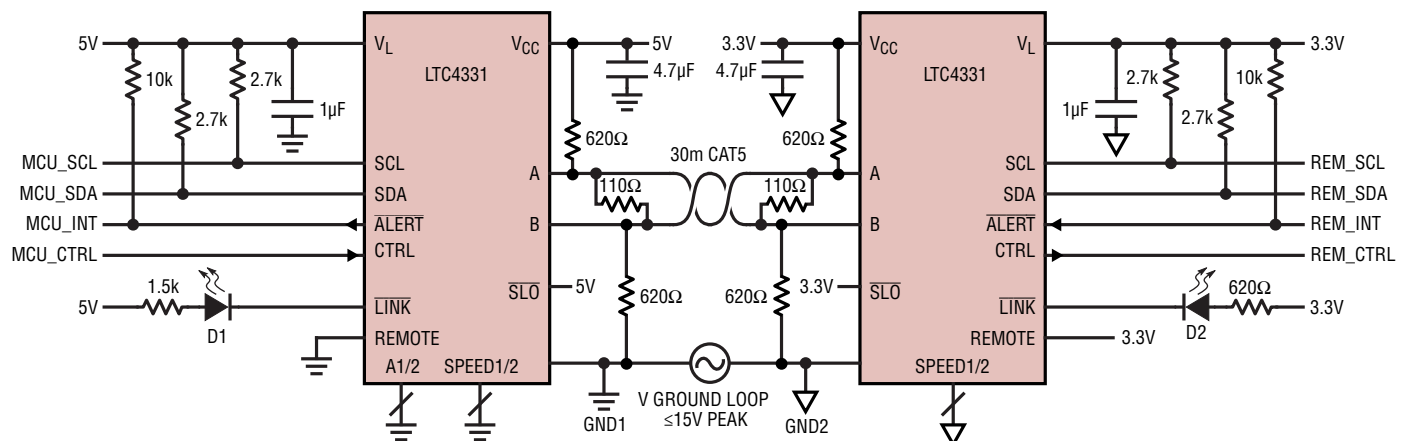 5V
10k
2.7k
2.7k
1µF
VL
VCC
LTC4331
5V
4.7µF
620Ω
MCU_SCL
MCU_SDA
MCU_INT
MCU_CTRL
SCL
SDA
ALERT
CTRL
A
B
SLO
5V
110Ω
30m CAT5
110Ω
620Ω
5V
1.5k
D1
LINK
REMOTE
A1/2
SPEED1/2
GND1
V GROUND LOOP
≤15V PEAK
GND2
3.3V
4.7µF
620Ω
620Ω
3.3V
VCC
VL
LTC4331
A
B
SLO
SCL
SDA
ALERT
CTRL
LINK
REMOTE
SPEED1/2
3.3V
1µF
2.7k
2.7k
10k
REM_SCL
REM_SDA
REM_INT
REM_CTRL
620Ω
D2
3.3V
3.3V